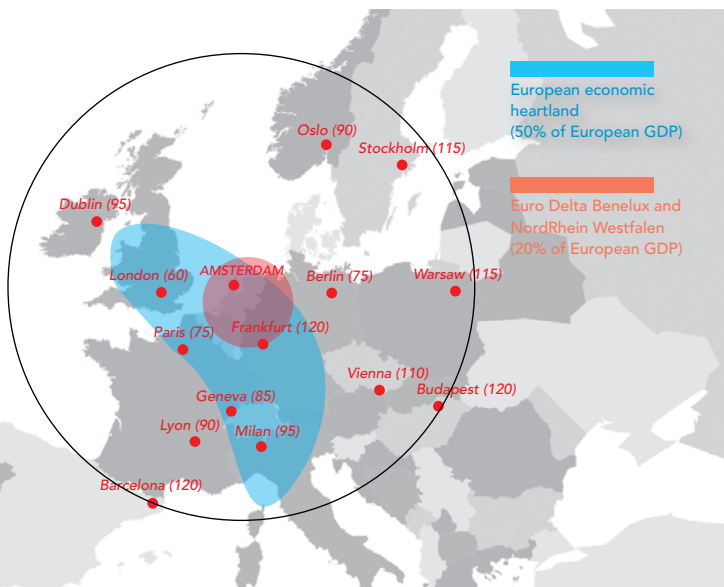 European economic
heartland
(50% of European GDP)
Oslo (90)
Stockholm (115)
Euro Delta Benelux and
NordRhein Westfalen
(20% of European GDP)
Dublin (95)
London (60)
AMSTERDAM
Berlin (75)
Warsaw (115)
Paris (75)
Frankfurt (120)
Vienna (110)
Budapest (120)
Geneva (85)
Lyon (90)
Milan (95)
Barcelona (120)